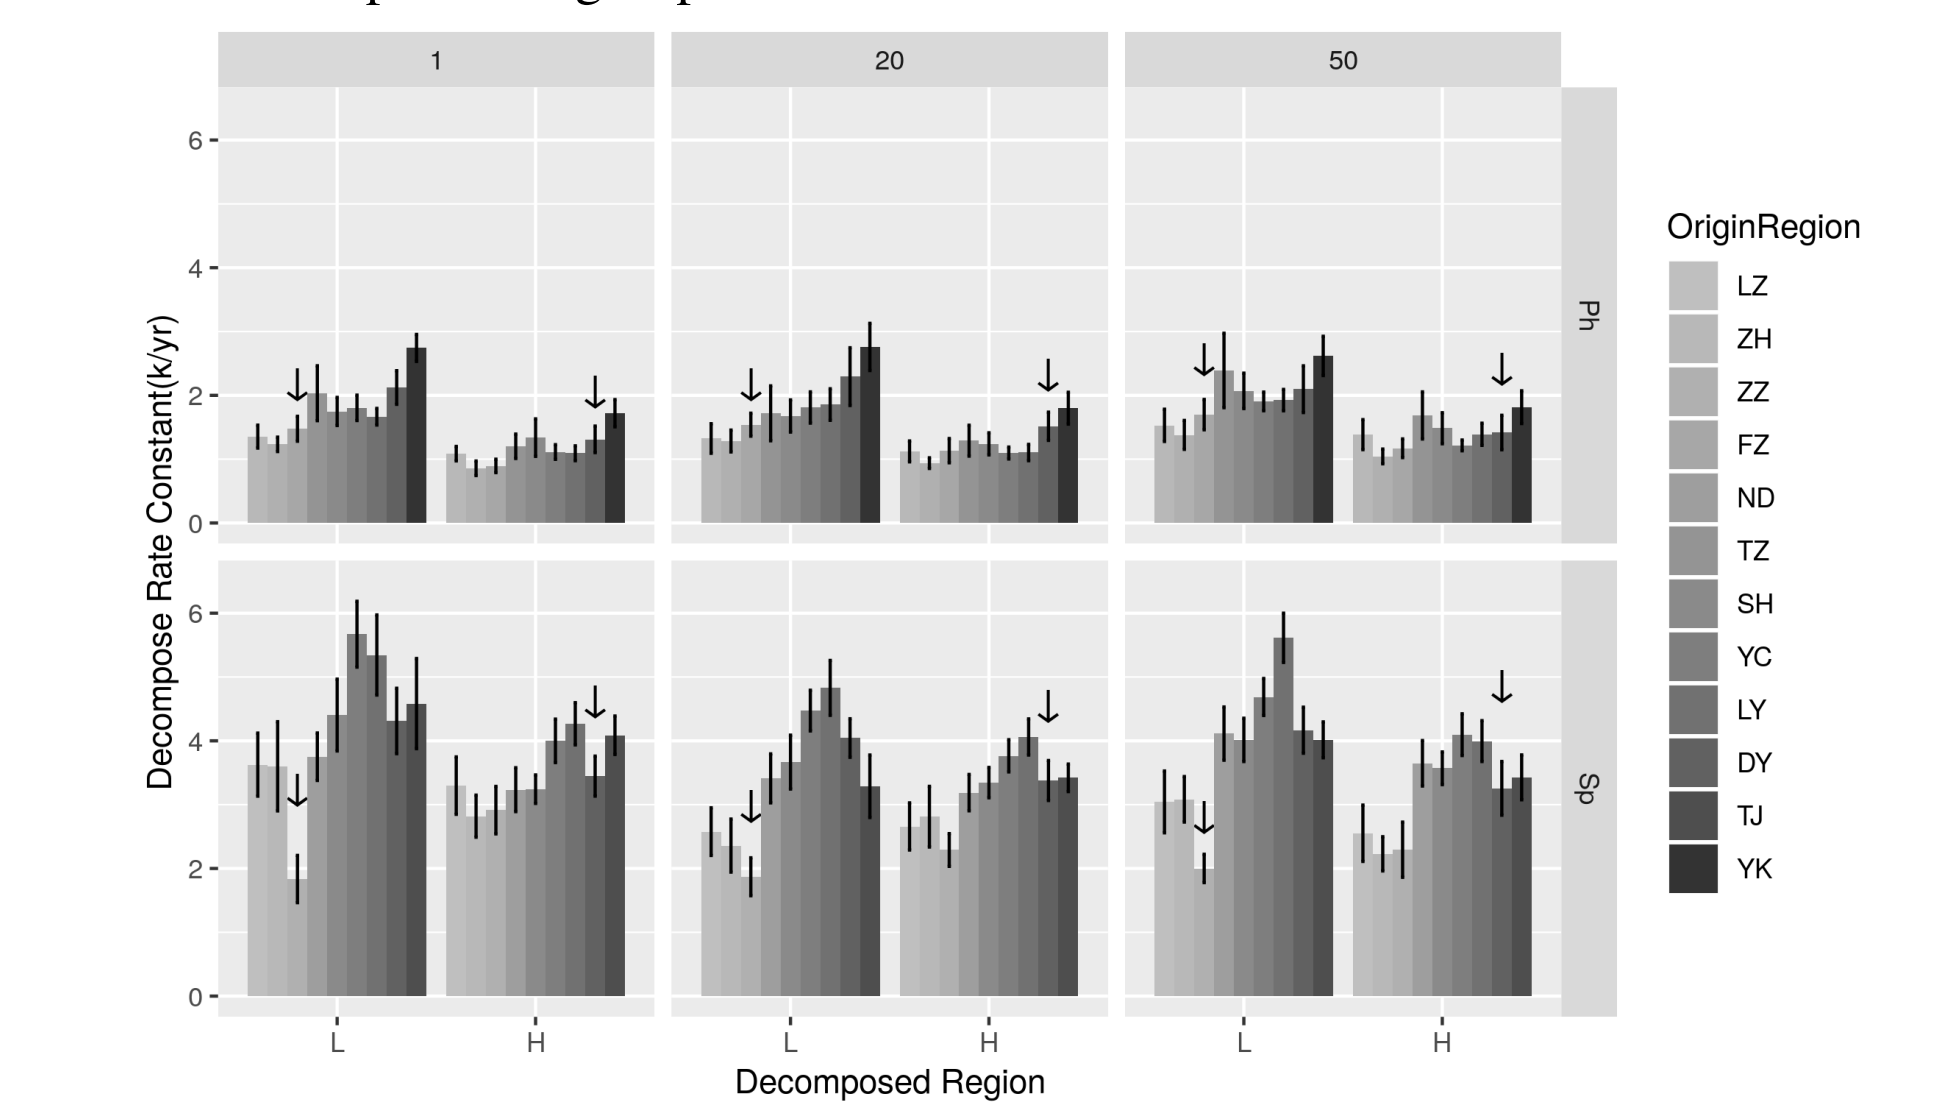 1 20 50
6
4
2
0
Ph
6
4
2
0
Sp
Decompose Rate Constant(k/yr)
L H L H L H
Decomposed Region
OriginRegion
LZ
ZH
ZZ
FZ
ND
TZ
SH
YC
LY
DY
TJ
YK